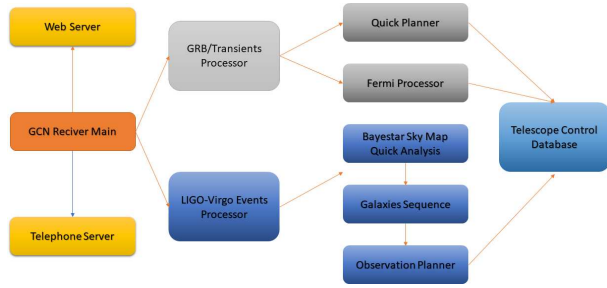 Web Server
GCN Reciver Main
Telephone Server
GRB/Transients
Processor
LIGO-Virgo Events
Processor
Quick Planner
Fermi Processor
Bayestar Sky Map
Quick Analysis
Galaxies Sequence
Observation Planner
Telescope Control
Database